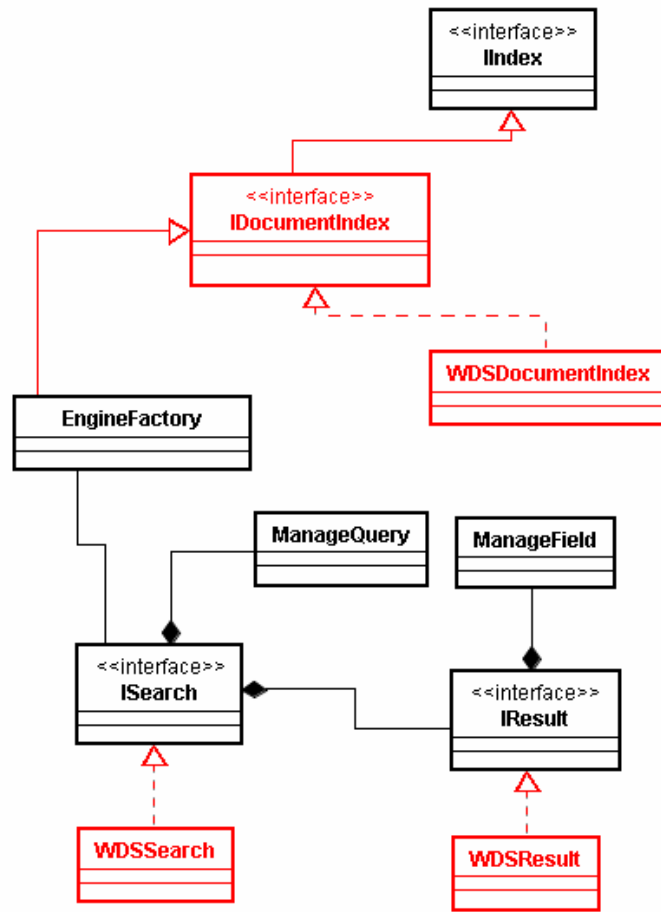 <<interface>>
IIndex
<<interface>>
IDocumentIndex
WDSDocumentIndex
EngineFactory
ManageQuery
ManageField
<<interface>>
ISearch
<<interface>>
IResult
WDSSearch
WDSResult